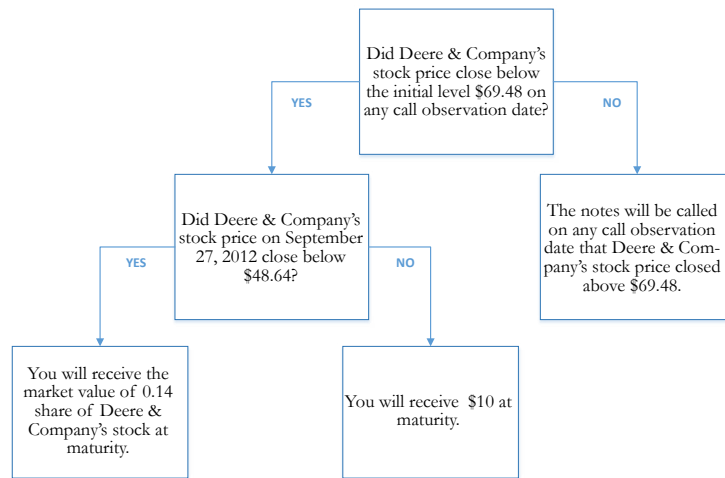 Did Deere & Company's
stock price close below
the initial level $69.48 on
any call observation date?
YES
NO
Did Deere & Company's
stock price on September
27, 2012 close below
$48.64?
The notes will be called
on any call observation
date that Deere & Com-
pany's stock price closed
above $69.48.
YES
NO
You will receive the
market value of 0.14
share of Deere &
Company's stock at
maturity.
You will receive $10 at
maturity.